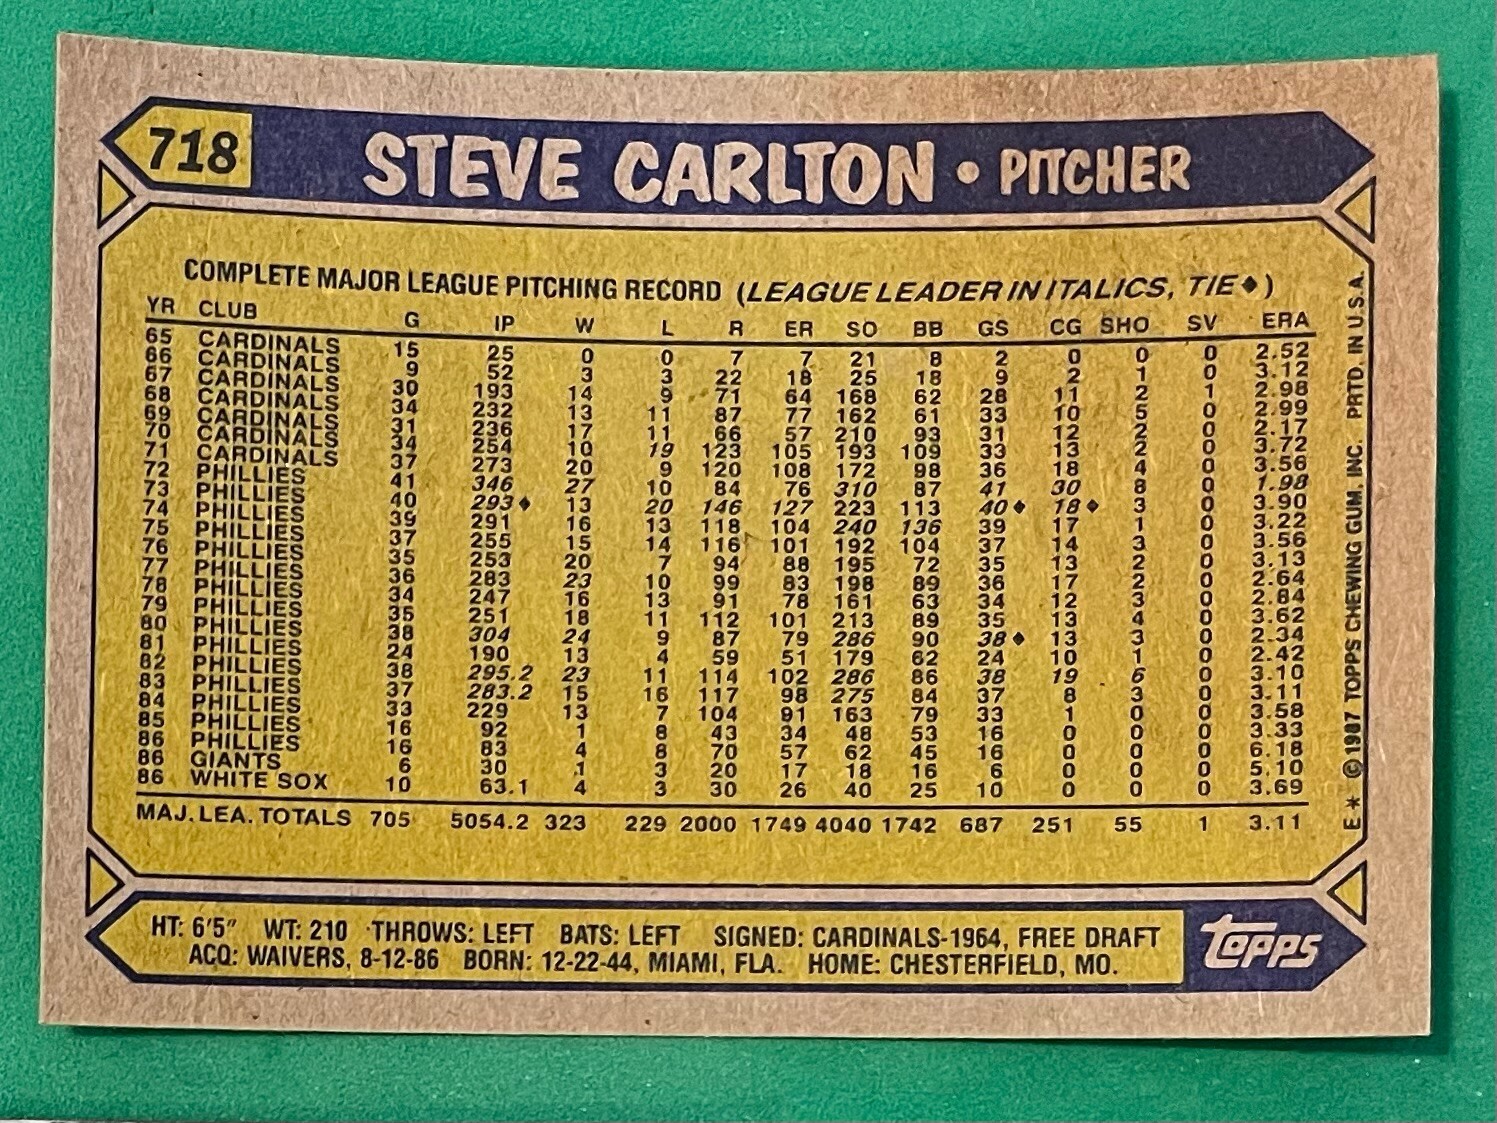 718 STEVE CARLTON • PITCHER
COMPLETE MAJOR LEAGUE PITCHING RECORD (LEAGUE LEADER IN ITALICS, TIE♦)
YR CLUB G IP W L R ER SO BB GS CG SHO SV ERA
65 CARDINALS 15 25 0 0 7 7 21 8 2 0 0 0 2.52
66 CARDINALS 9 52 3 3 22 18 25 18 9 2 1 0 3.12
67 CARDINALS 30 193 14 9 71 64 168 62 28 11 2 1 2.98
68 CARDINALS 34 232 13 11 87 77 162 61 33 10 5 0 2.99
69 CARDINALS 31 236 17 11 66 57 210 93 31 12 2 0 2.17
70 CARDINALS 34 254 10 19 123 105 193 109 33 13 2 0 3.72
71 CARDINALS 37 273 20 9 120 108 172 98 36 18 4 0 3.56
72 PHILLIES 41 346 27 10 84 76 310 87 41 30 8 0 1.98
73 PHILLIES 40 293♦ 13 20 146 127 223 113 40♦ 18♦ 3 0 3.90
74 PHILLIES 39 291 16 13 118 104 240 136 39 17 1 0 3.22
75 PHILLIES 37 255 15 14 116 101 192 104 37 14 3 0 3.56
76 PHILLIES 35 253 20 7 94 88 195 72 35 13 2 0 3.13
77 PHILLIES 36 283 23 10 99 83 198 89 36 17 2 0 2.64
78 PHILLIES 34 247 16 13 91 78 161 63 34 12 3 0 2.84
79 PHILLIES 35 251 18 11 112 101 213 89 35 13 4 0 3.62
80 PHILLIES 38 304 24 9 87 79 286 90 38♦ 13 3 0 2.34
81 PHILLIES 24 190 13 4 59 51 179 62 24 10 1 0 2.42
82 PHILLIES 38 295.2 23 11 114 102 286 86 38 19 6 0 3.10
83 PHILLIES 37 283.2 15 16 117 98 275 84 37 8 3 0 3.11
84 PHILLIES 33 229 13 7 104 91 163 79 33 1 0 0 3.58
85 PHILLIES 16 92 1 8 43 34 48 53 16 0 0 0 3.33
86 PHILLIES 16 83 4 8 70 57 62 45 16 0 0 0 6.18
86 GIANTS 6 30 1 3 20 17 18 16 6 0 0 0 5.10
86 WHITE SOX 10 63.1 4 3 30 26 40 25 10 0 0 0 3.69
MAJ. LEA. TOTALS 705 5054.2 323 229 2000 1749 4040 1742 687 251 55 1 3.11
E* © 1987 TOPPS CHEWING GUM, INC. PRTD. IN U.S.A.
HT: 6'5" WT: 210 THROWS: LEFT BATS: LEFT SIGNED: CARDINALS-1964, FREE DRAFT
ACQ: WAIVERS, 8-12-86 BORN: 12-22-44, MIAMI, FLA. HOME: CHESTERFIELD, MO.
topps